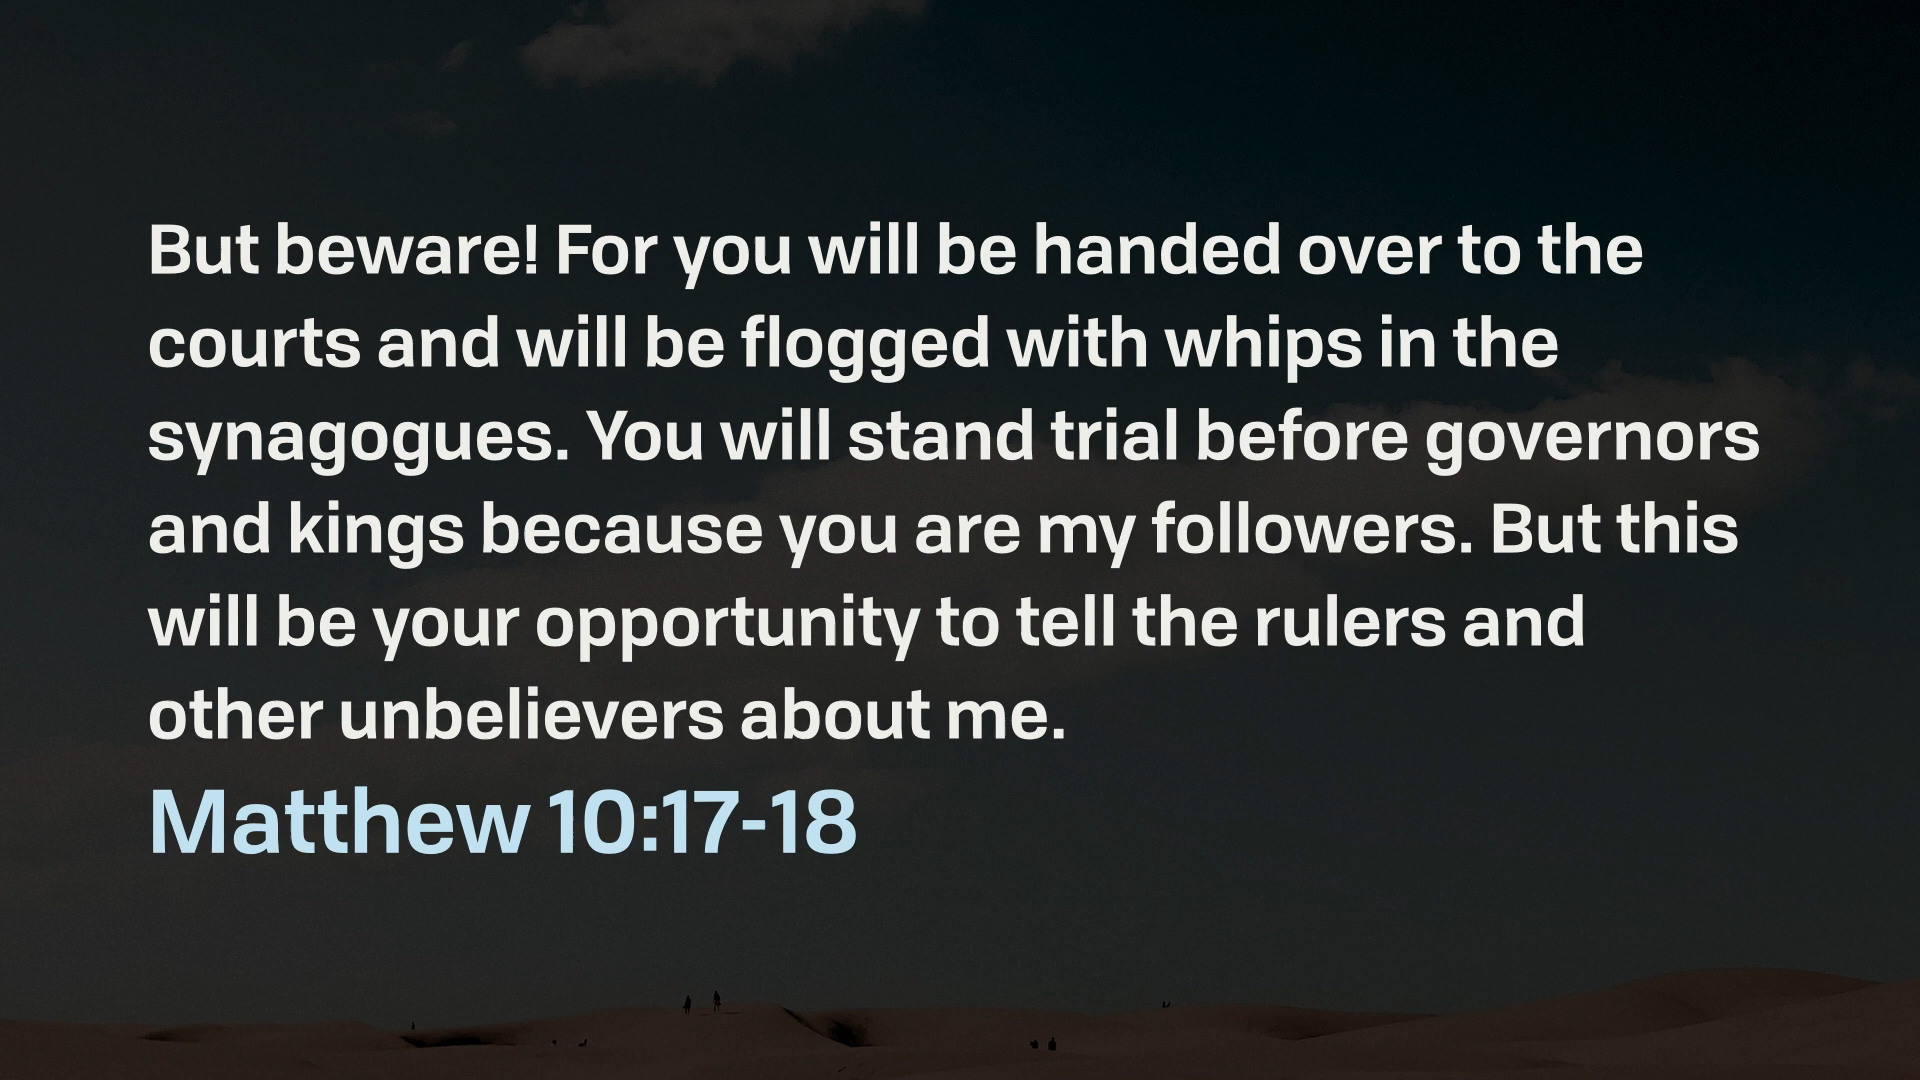 But beware! For you will be handed over to the
courts and will be flogged with whips in the
synagogues. You will stand trial before governors
and kings because you are my followers. But this
will be your opportunity to tell the rulers and
other unbelievers about me.
Matthew 10:17-18